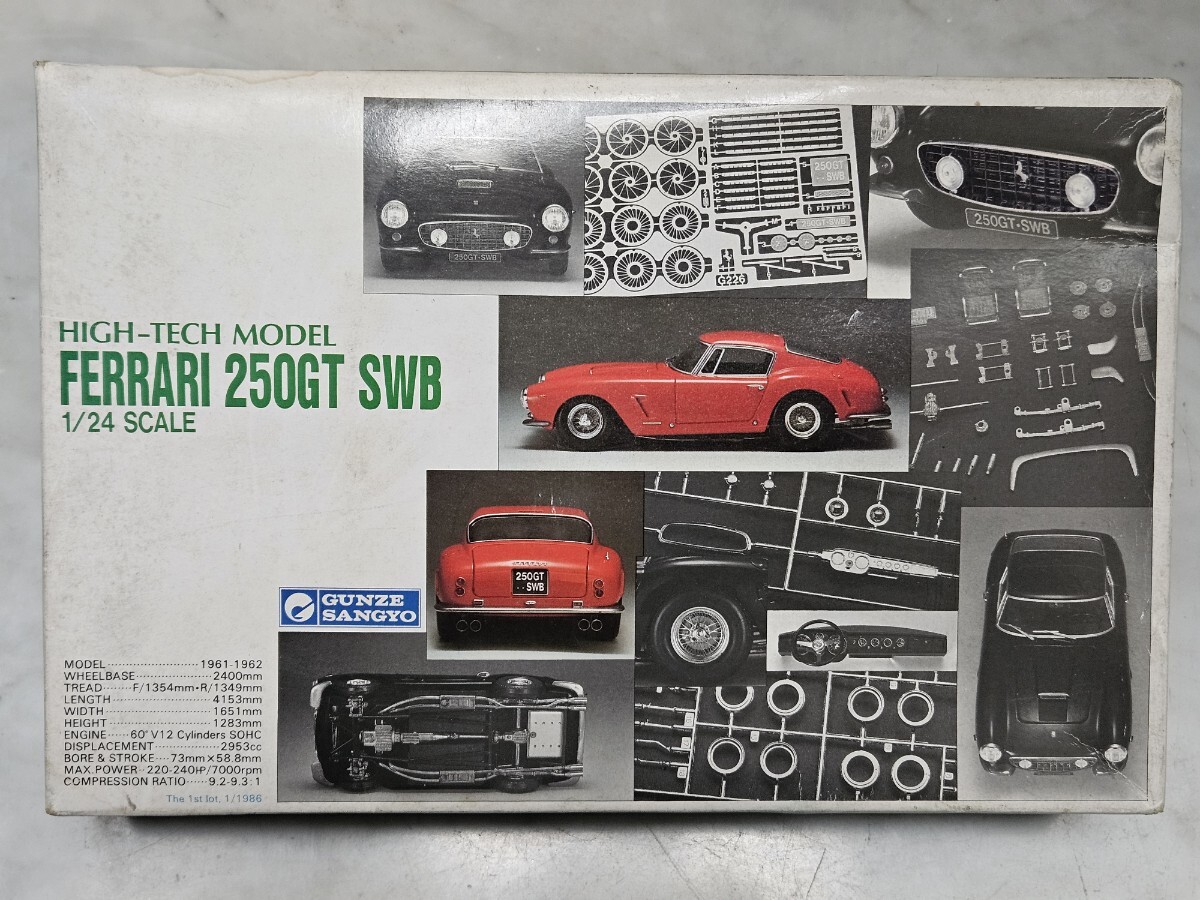 HIGH-TECH MODEL
FERRARI 250GT SWB
1/24 SCALE
250GT·SWB
250GT
··SWB
G226
250GT·SWB
250GT
··SWB
GUNZE
SANGYO
MODEL························1961-1962
WHEELBASE··················2400mm
TREAD········F/1354mm·R/1349mm
LENGTH·······················4153mm
WIDTH·························1651mm
HEIGHT·······················1283mm
ENGINE······60° V12 Cylinders SOHC
DISPLACEMENT··············2953cc
BORE & STROKE····73mm×58.8mm
MAX.POWER··220-240HP/7000rpm
COMPRESSION RATIO·····9.2-9.3:1
The 1st lot, 1/1986